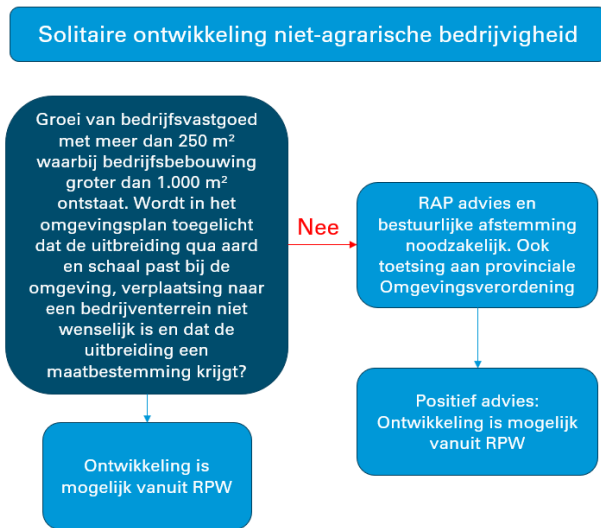 Solitaire ontwikkeling niet-agrarische bedrijvigheid
Groei van bedrijfsvastgoed
met meer dan 250 m²
waarbij bedrijfsbebouwing
groter dan 1.000 m²
ontstaat. Wordt in het
omgevingsplan toegelicht
dat de uitbreiding qua aard
en schaal past bij de
omgeving, verplaatsing naar
een bedrijventerrein niet
wenselijk is en dat de
uitbreiding een
maatbestemming krijgt?
Nee
RAP advies en
bestuurlijke afstemming
noodzakelijk. Ook
toetsing aan provinciale
Omgevingsverordening
Positief advies:
Ontwikkeling is mogelijk
vanuit RPW
Ontwikkeling is
mogelijk vanuit RPW